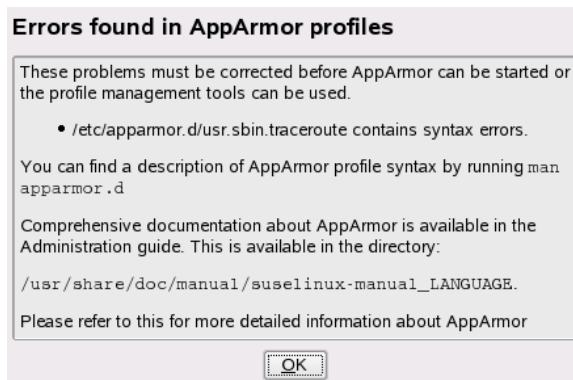 Errors found in AppArmor profiles
These problems must be corrected before AppArmor can be started or
the profile management tools can be used.
• /etc/apparmor.d/usr.sbin.traceroute contains syntax errors.
You can find a description of AppArmor profile syntax by running man
apparmor.d
Comprehensive documentation about AppArmor is available in the
Administration guide. This is available in the directory:
/usr/share/doc/manual/suselinux-manual_LANGUAGE.
Please refer to this for more detailed information about AppArmor
OK